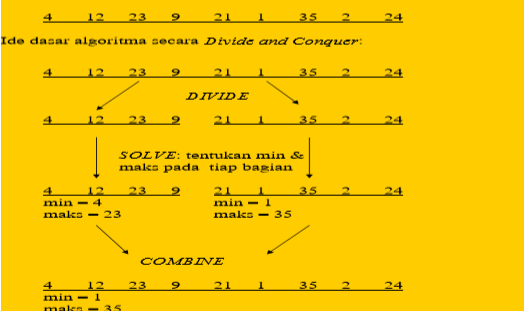 4 12 23 9 21 1 35 2 24
Ide dasar algoritma secara Divide and Conquer:
4 12 23 9 21 1 35 2 24
DIVIDE
4 12 23 9 21 1 35 2 24
SOLVE: tentukan min &
maks pada tiap bagian
4 12 23 9 21 1 35 2 24
min = 4 min = 1
maks = 23 maks = 35
COMBINE
4 12 23 9 21 1 35 2 24
min = 1
maks = 35